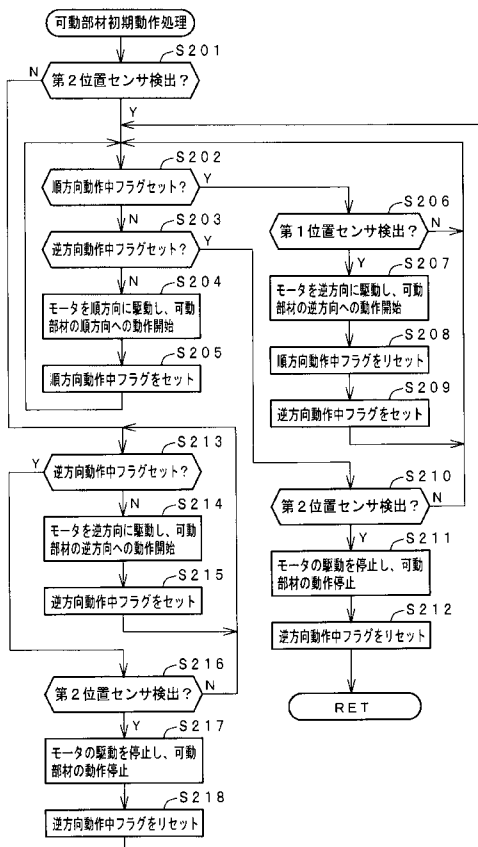 可動部材初期動作処理
S201
N
第2位置センサ検出?
Y
S202
順方向動作中フラグセット?
Y
N
S203
逆方向動作中フラグセット?
Y
N
S204
モータを順方向に駆動し、可動
部材の順方向への動作開始
S205
順方向動作中フラグをセット
S206
第1位置センサ検出?
N
Y
S207
モータを逆方向に駆動し、可動
部材の逆方向への動作開始
S208
順方向動作中フラグをリセット
S209
逆方向動作中フラグをセット
S210
第2位置センサ検出?
N
Y
S211
モータの駆動を停止し、可動
部材の動作停止
S212
逆方向動作中フラグをリセット
RET
S213
Y
逆方向動作中フラグセット?
N
S214
モータを逆方向に駆動し、可動
部材の逆方向への動作開始
S215
逆方向動作中フラグをセット
S216
第2位置センサ検出?
N
Y
S217
モータの駆動を停止し、可動
部材の動作停止
S218
逆方向動作中フラグをリセット